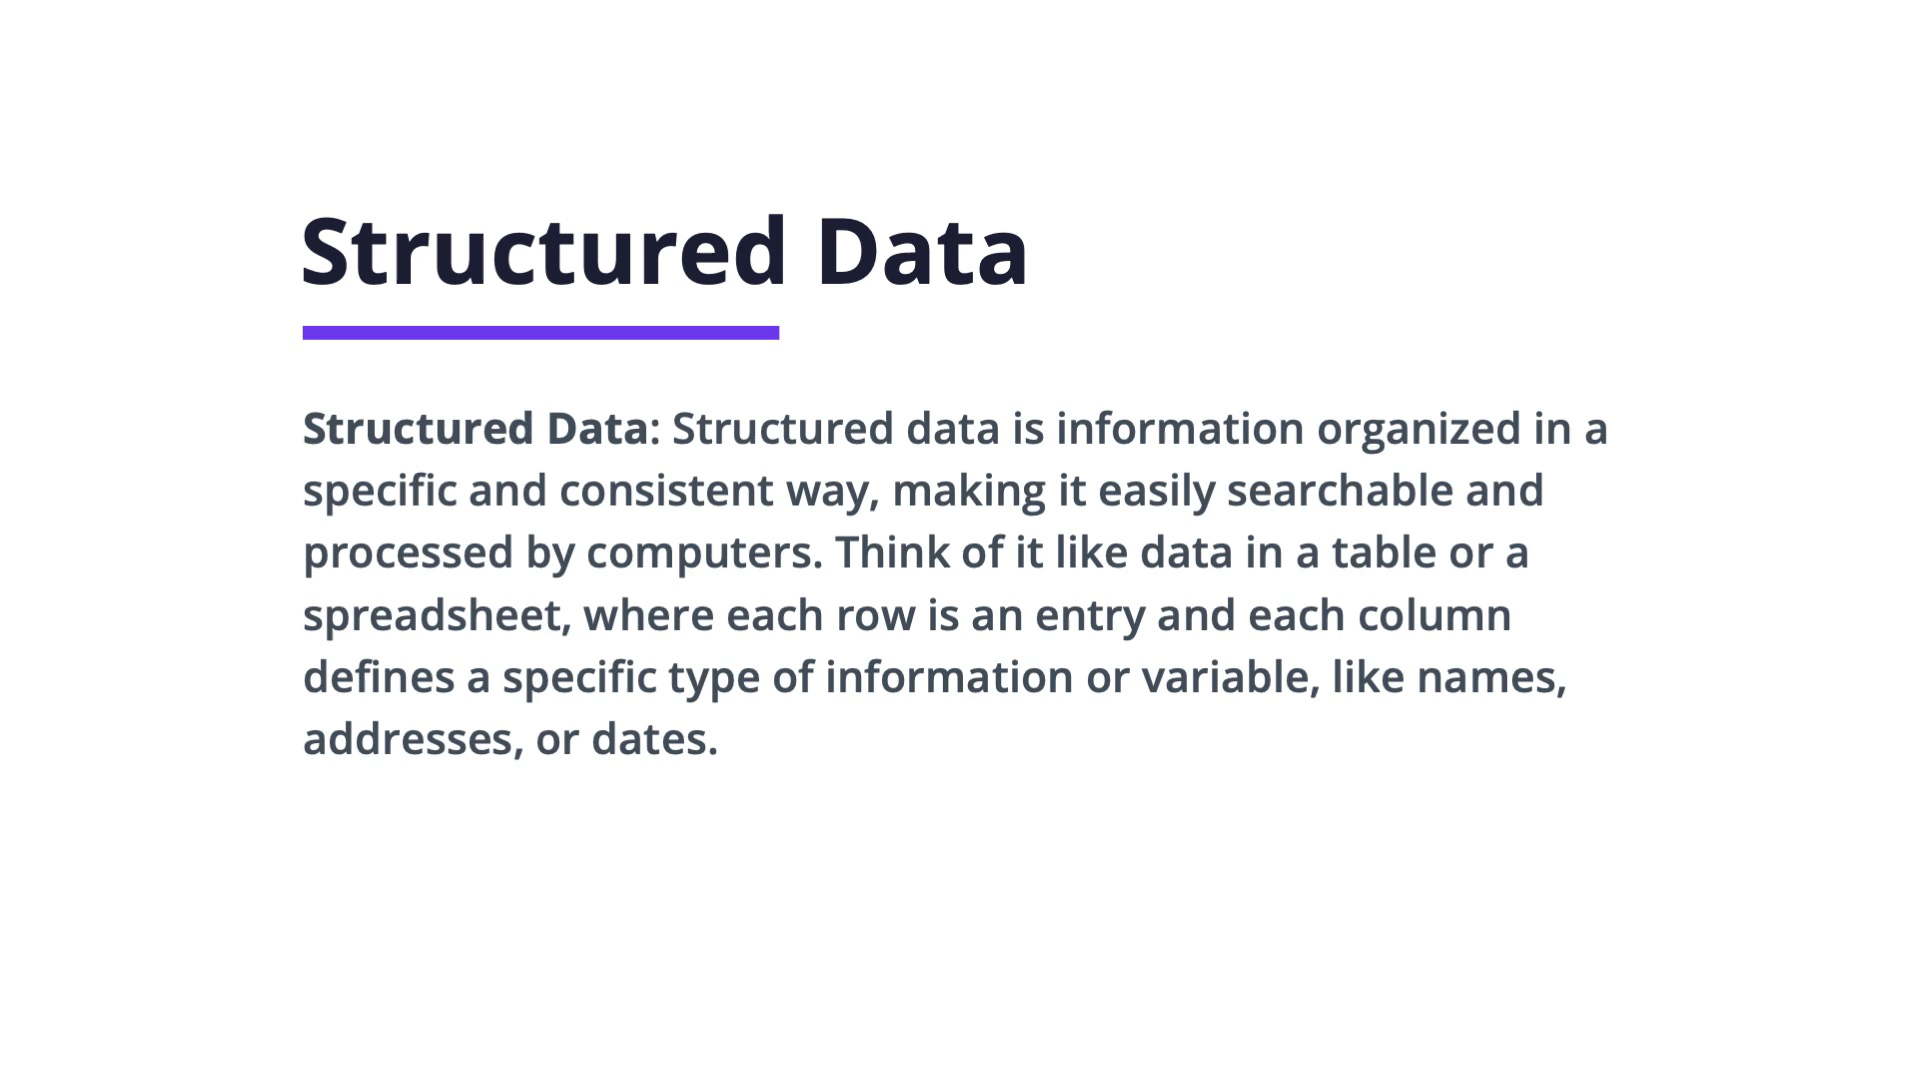 Structured Data
Structured Data: Structured data is information organized in a
specific and consistent way, making it easily searchable and
processed by computers. Think of it like data in a table or a
spreadsheet, where each row is an entry and each column
defines a specific type of information or variable, like names,
addresses, or dates.